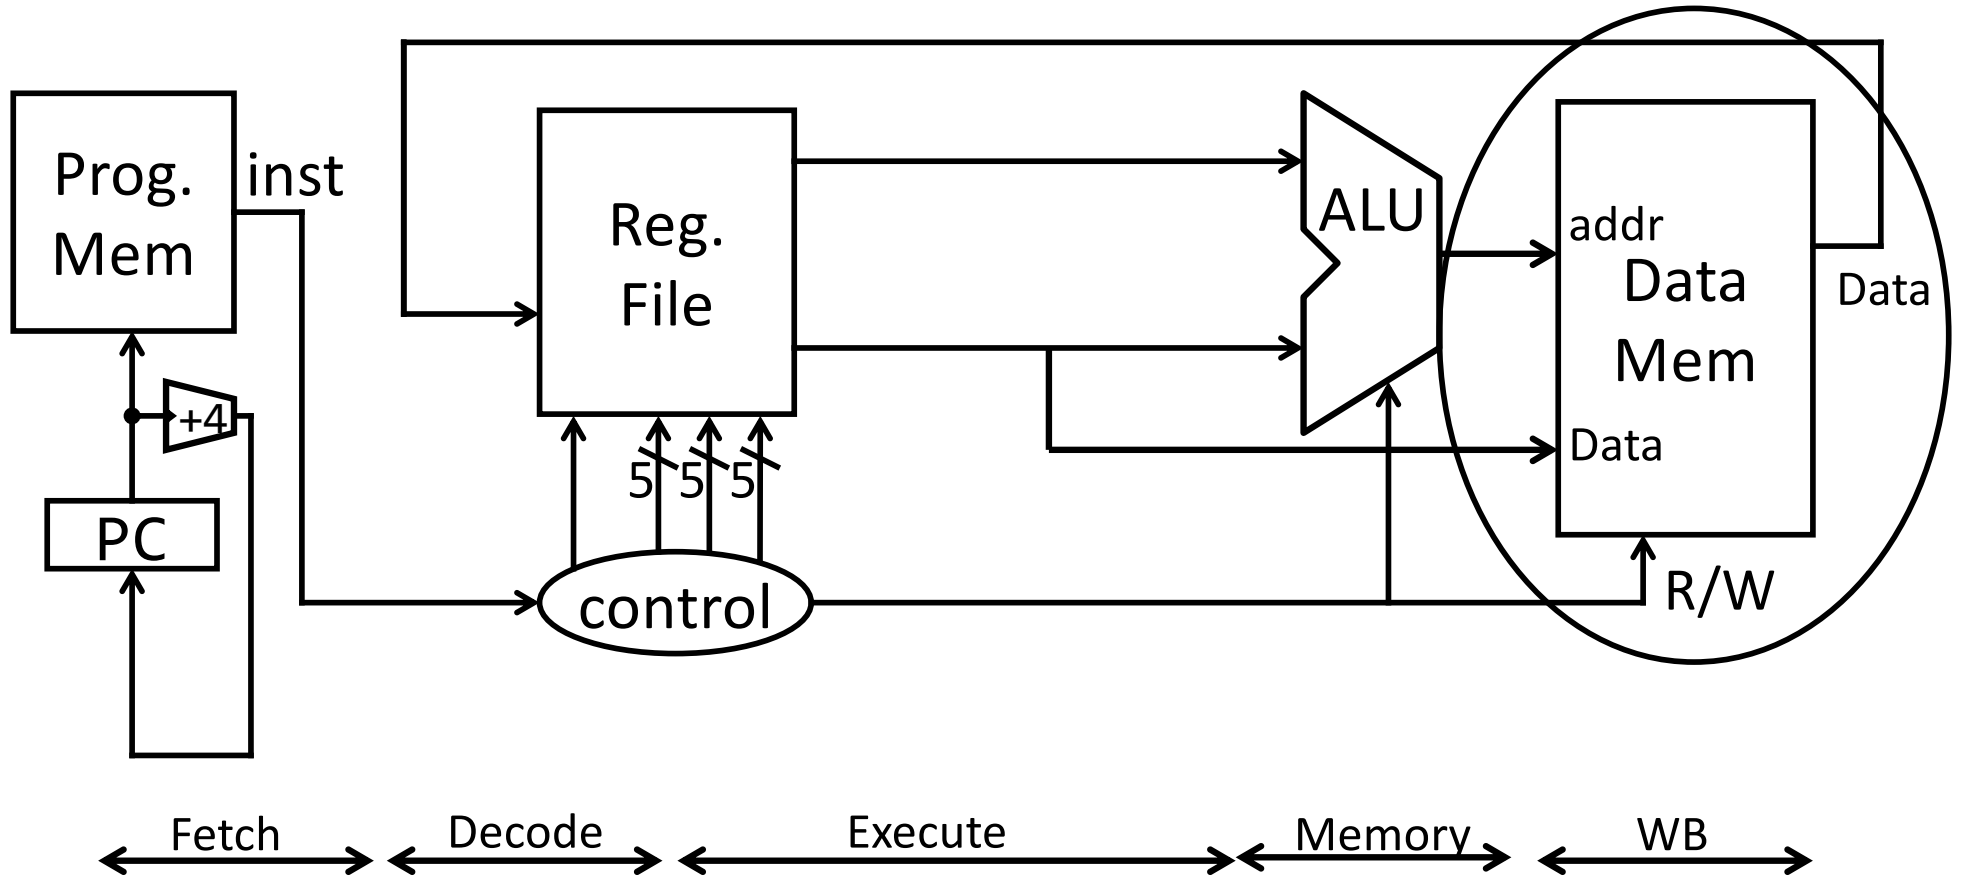 Prog.
Mem
inst
+4
PC
Reg.
File
5
5
5
control
ALU
addr
Data
Mem
Data
Data
R/W
Fetch
Decode
Execute
Memory
WB